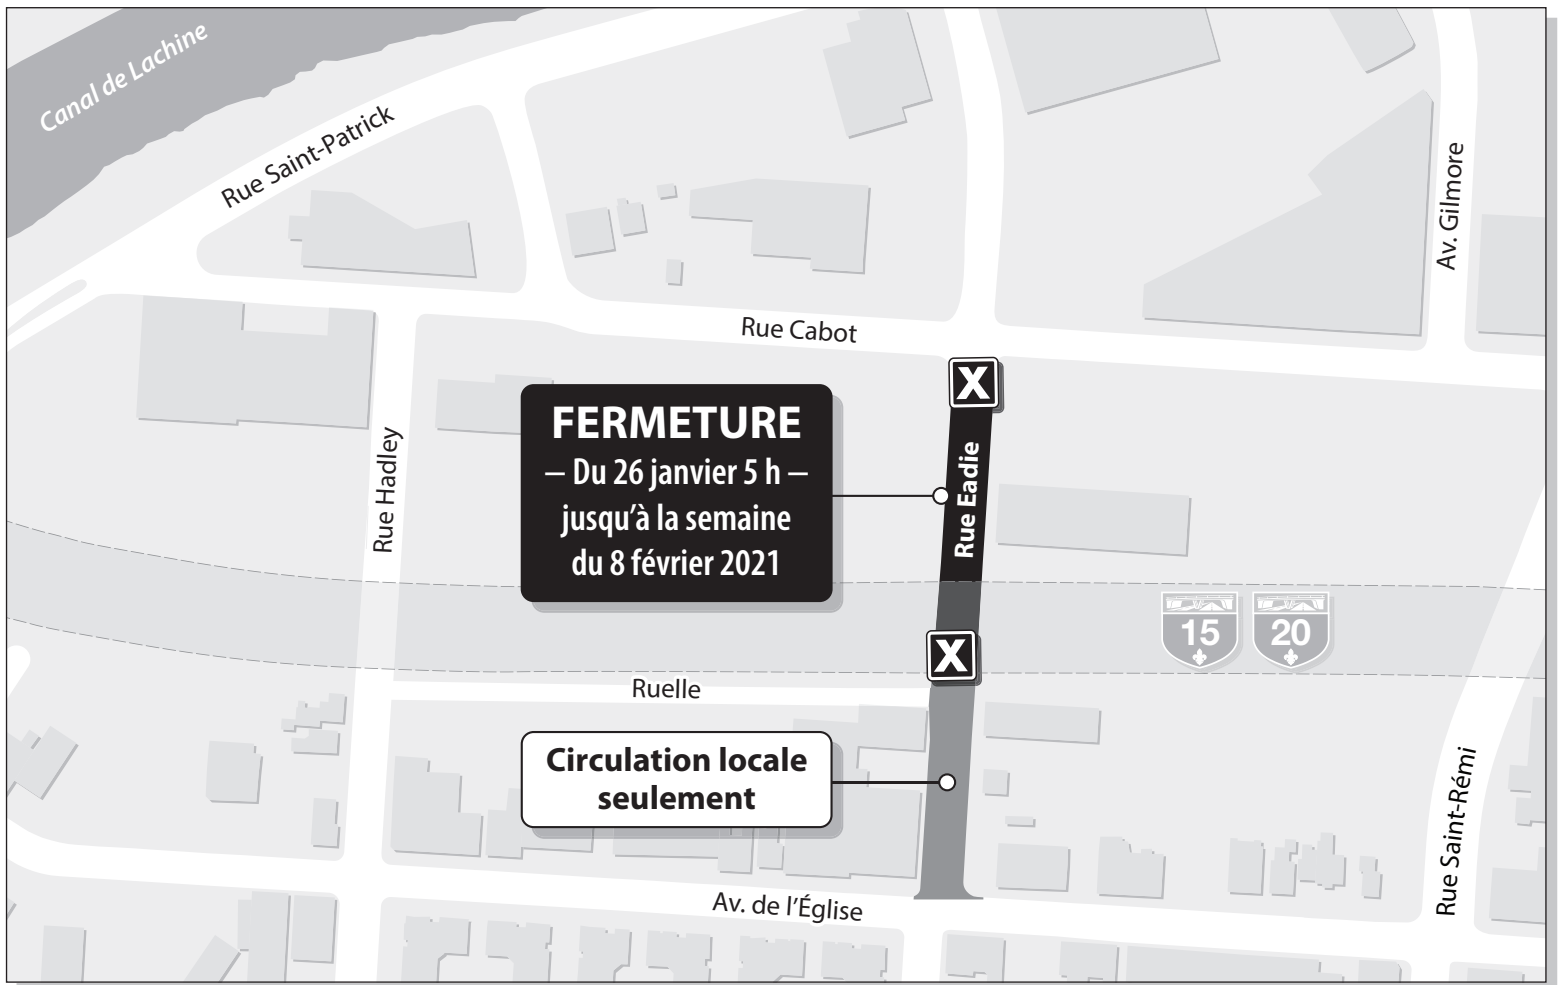 Canal de Lachine
Rue Saint-Patrick
Av. Gilmore
Rue Cabot
X
FERMETURE
– Du 26 janvier 5 h –
jusqu'à la semaine
du 8 février 2021
Rue Hadley
Rue Eadie
15
20
X
Ruelle
Circulation locale
seulement
Rue Saint-Rémi
Av. de l'Église